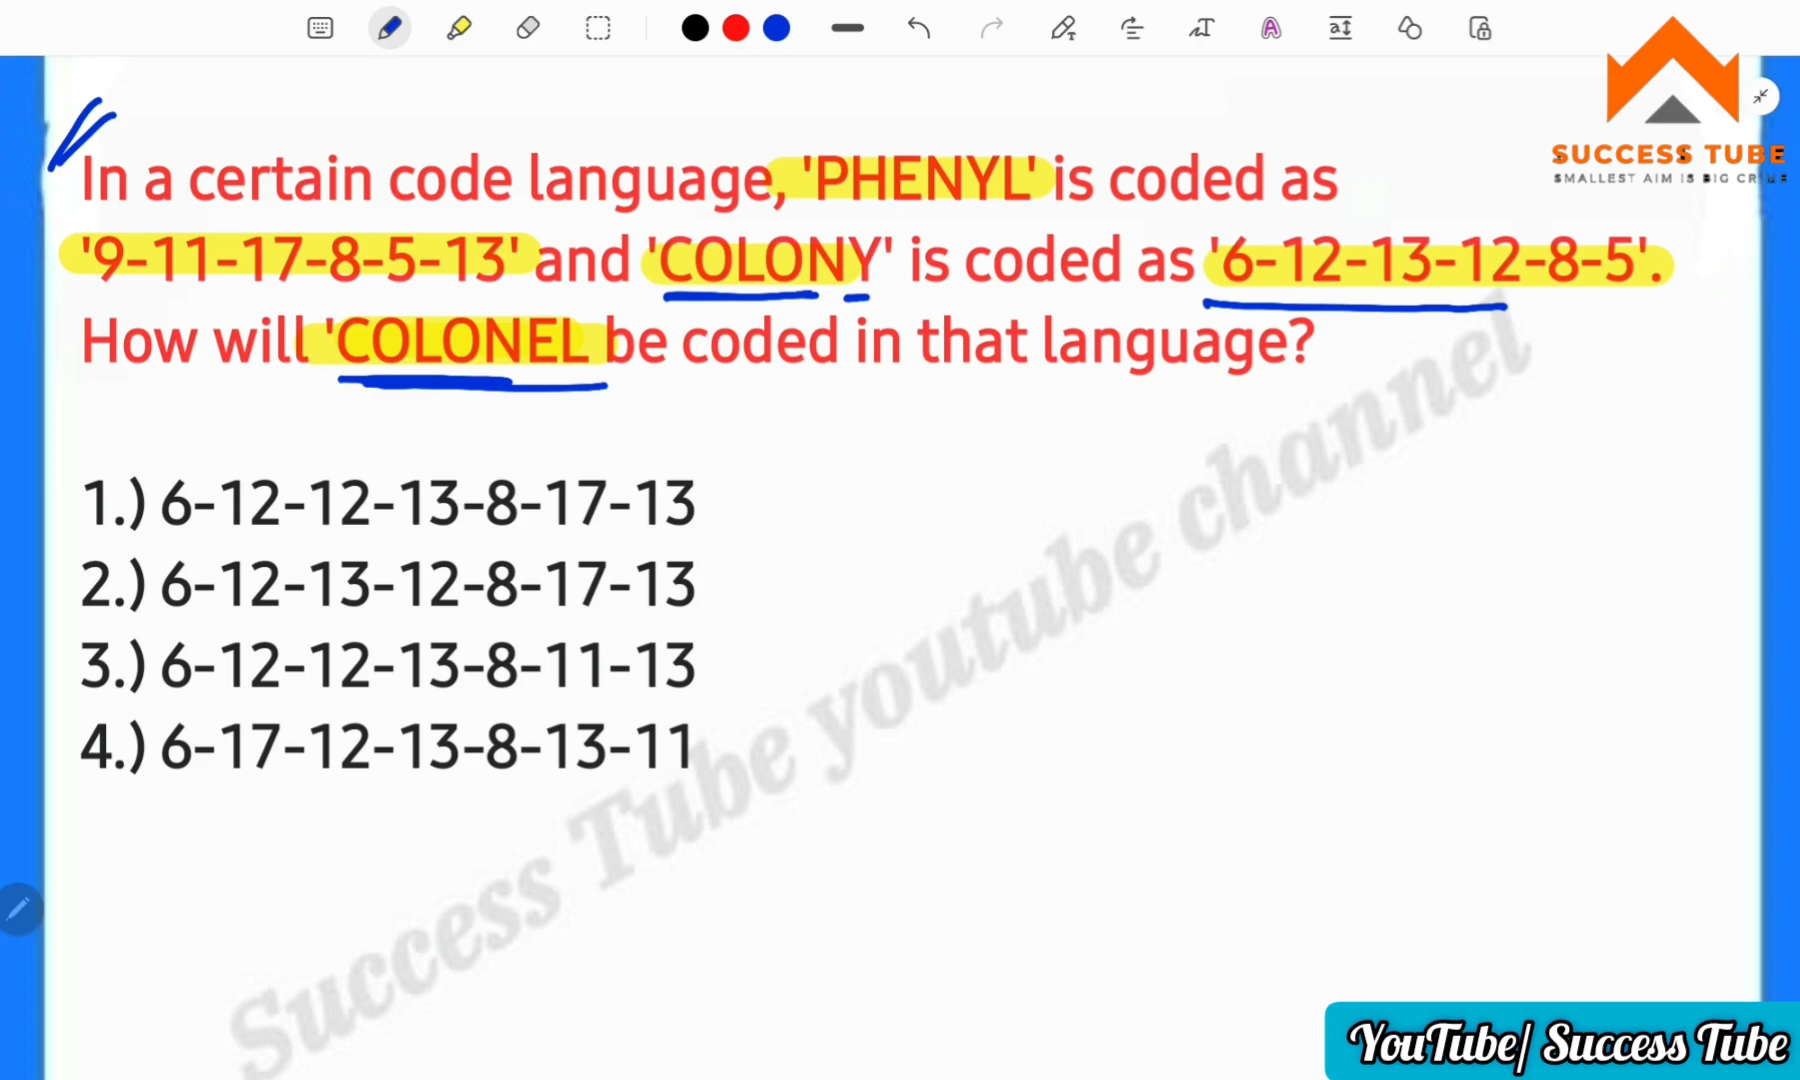 SUCCESS TUBE
SMALLEST AIM IS BIG CRIME
In a certain code language, 'PHENYL' is coded as
'9-11-17-8-5-13' and 'COLONY' is coded as '6-12-13-12-8-5'.
How will 'COLONEL be coded in that language?
1.) 6-12-12-13-8-17-13
2.) 6-12-13-12-8-17-13
3.) 6-12-12-13-8-11-13
4.) 6-17-12-13-8-13-11
Success Tube youtube channel
YouTube/ Success Tube